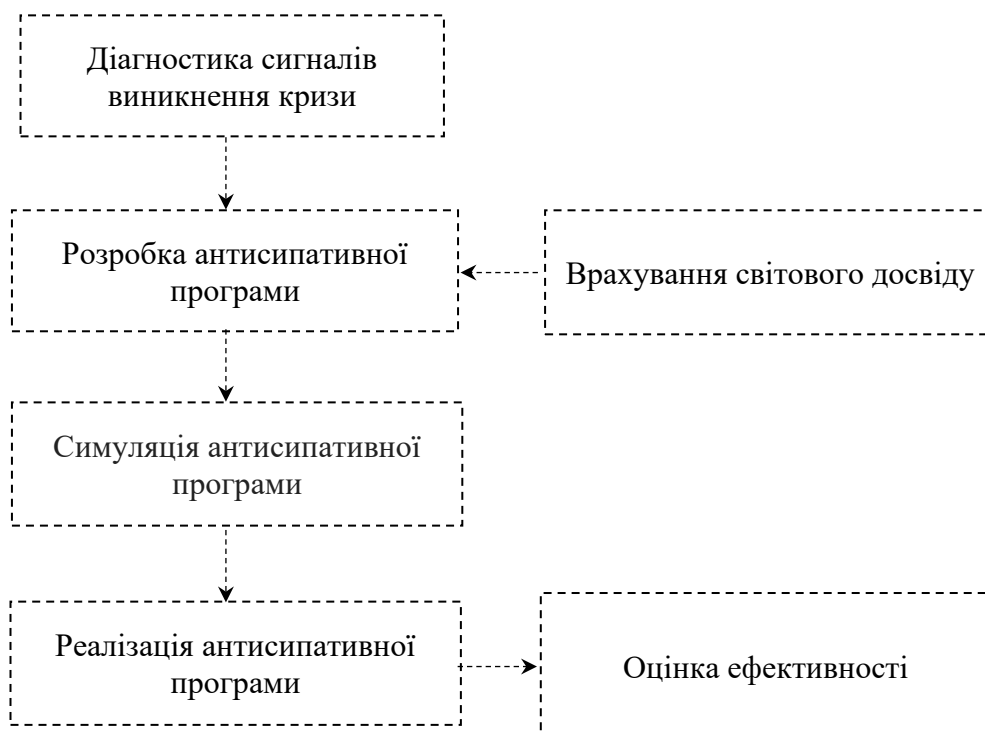 Діагностика сигналів
виникнення кризи
Розробка антисипативної
програми
Врахування світового досвіду
Симуляція антисипативної
програми
Реалізація антисипативної
програми
Оцінка ефективності